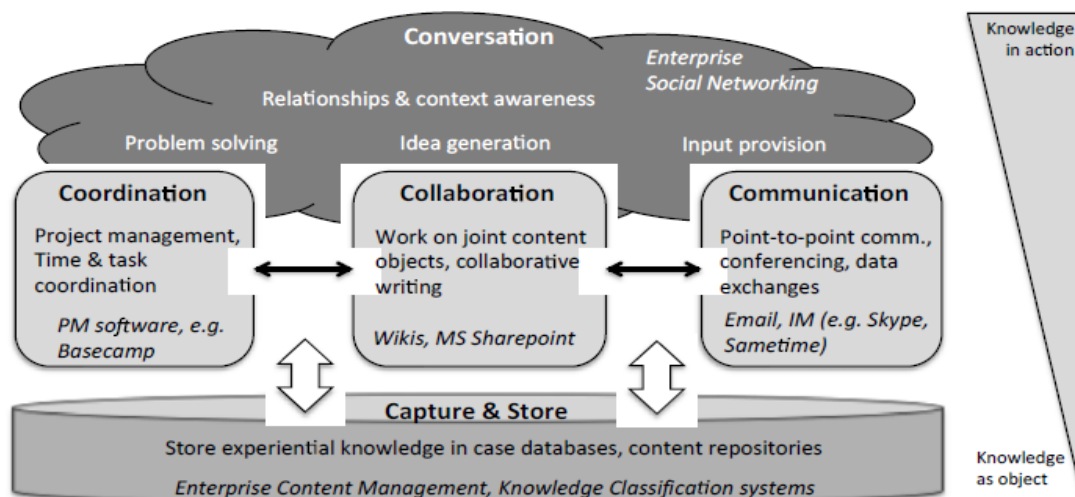 Conversation
Enterprise
Social Networking
Relationships & context awareness
Problem solving
Idea generation
Input provision
Knowledge
in action
Coordination
Project management,
Time & task
coordination
PM software, e.g.
Basecamp
Collaboration
Work on joint content
objects, collaborative
writing
Wikis, MS Sharepoint
Communication
Point-to-point comm.,
conferencing, data
exchanges
Email, IM (e.g. Skype,
Sametime)
Capture & Store
Store experiential knowledge in case databases, content repositories
Enterprise Content Management, Knowledge Classification systems
Knowledge
as object